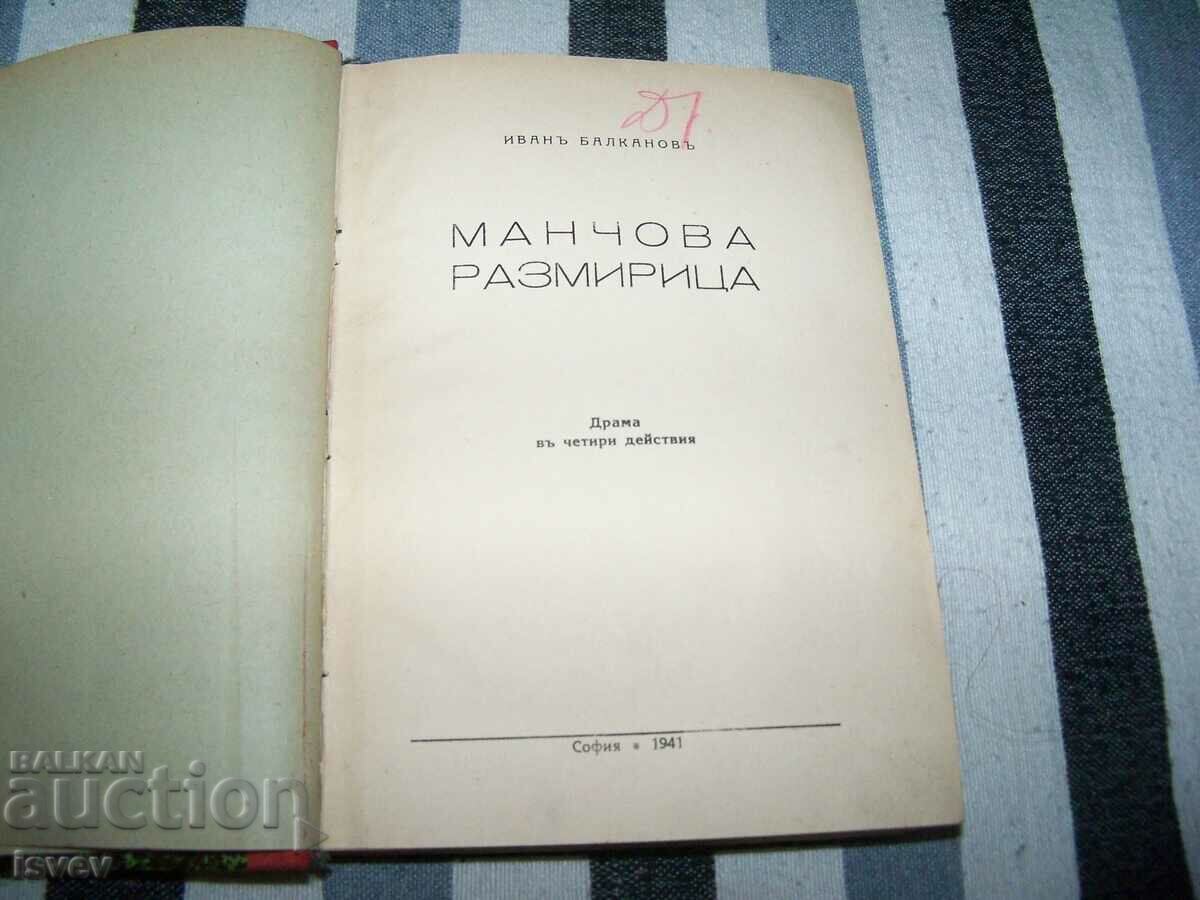 Д7.
ИВАНЪ БАЛКАНОВЪ
МАНЧОВА
РАЗМИРИЦА
Драма
въ четири действия
София * 1941
BALKAN
auction
isvev